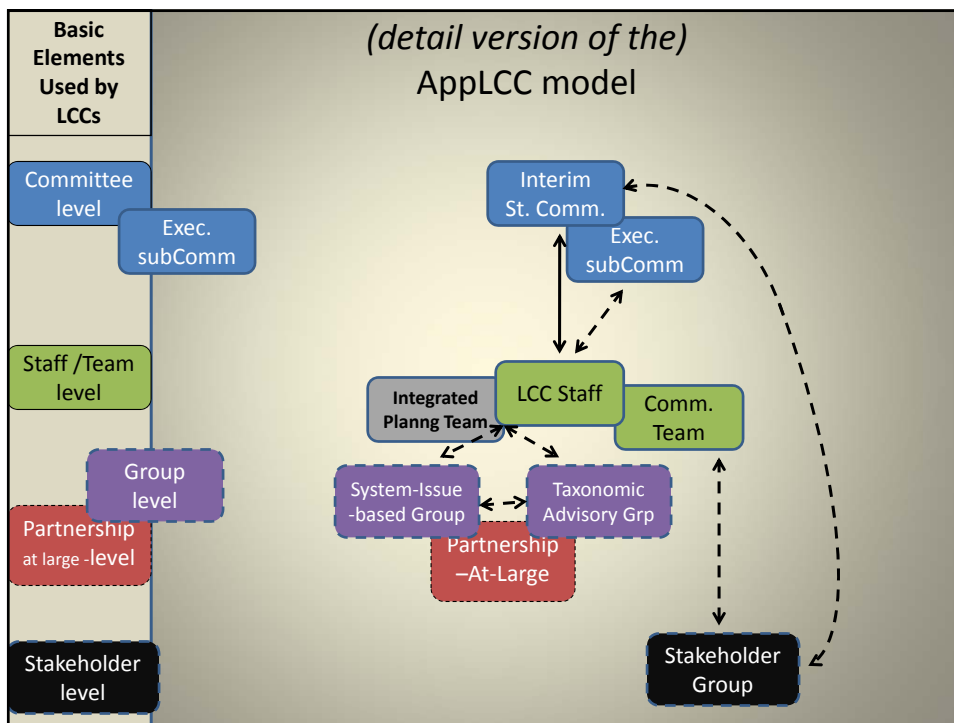 Basic
Elements
Used by
LCCs
(detail version of the)
AppLCC model
Committee
level
Exec.
subComm
Interim
St. Comm.
Exec.
subComm
Staff /Team
level
Integrated
Planng Team
LCC Staff
Comm.
Team
Group
level
System-Issue
-based Group
Taxonomic
Advisory Grp
Partnership
at large -level
Partnership
–At-Large
Stakeholder
level
Stakeholder
Group